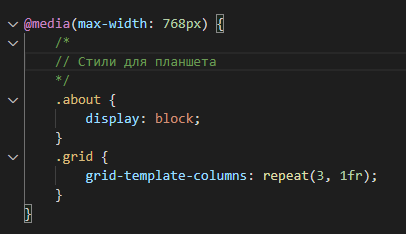 @media(max-width: 768px) {
/*
// Стили для планшета
*/
.about {
display: block;
}
.grid {
grid-template-columns: repeat(3, 1fr);
}
}